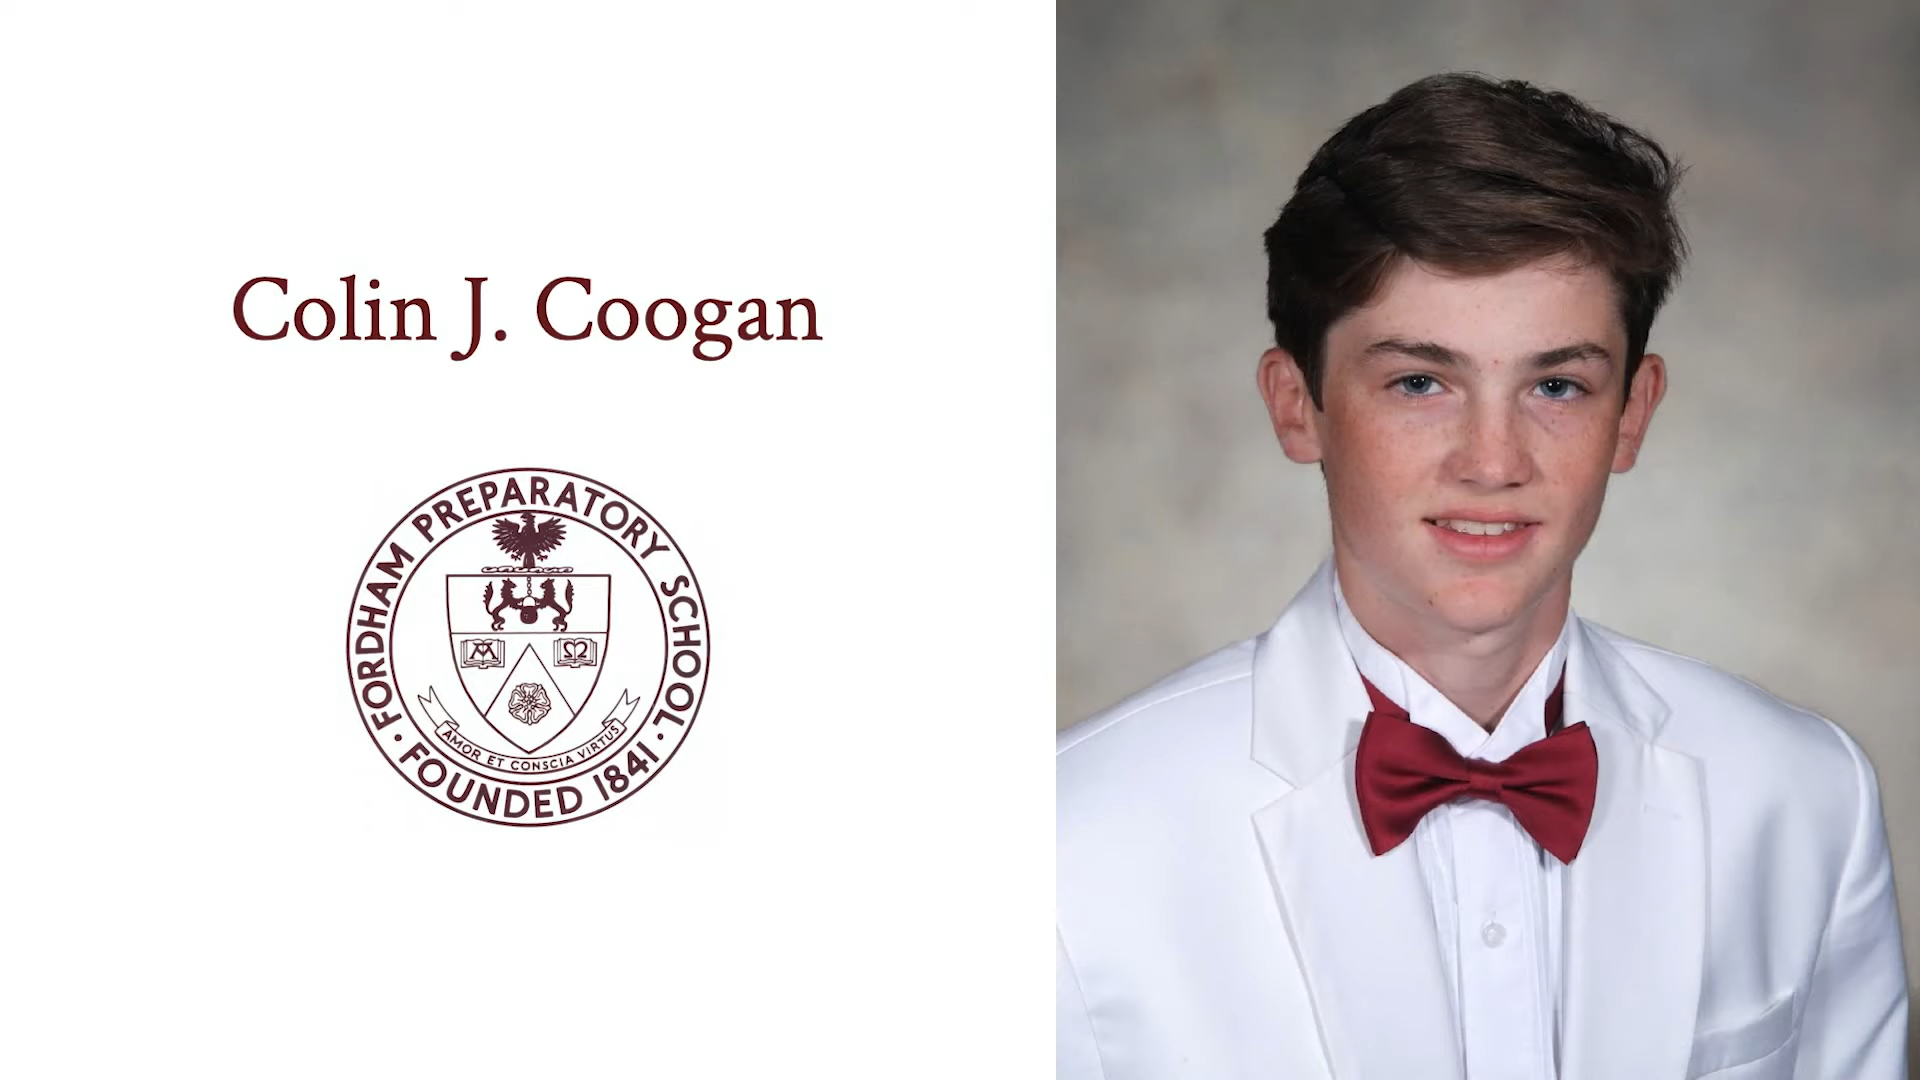 Colin J. Coogan
FORDHAM PREPARATORY SCHOOL
AMOR ET CONSCIA VIRTUS
· FOUNDED 1841 ·